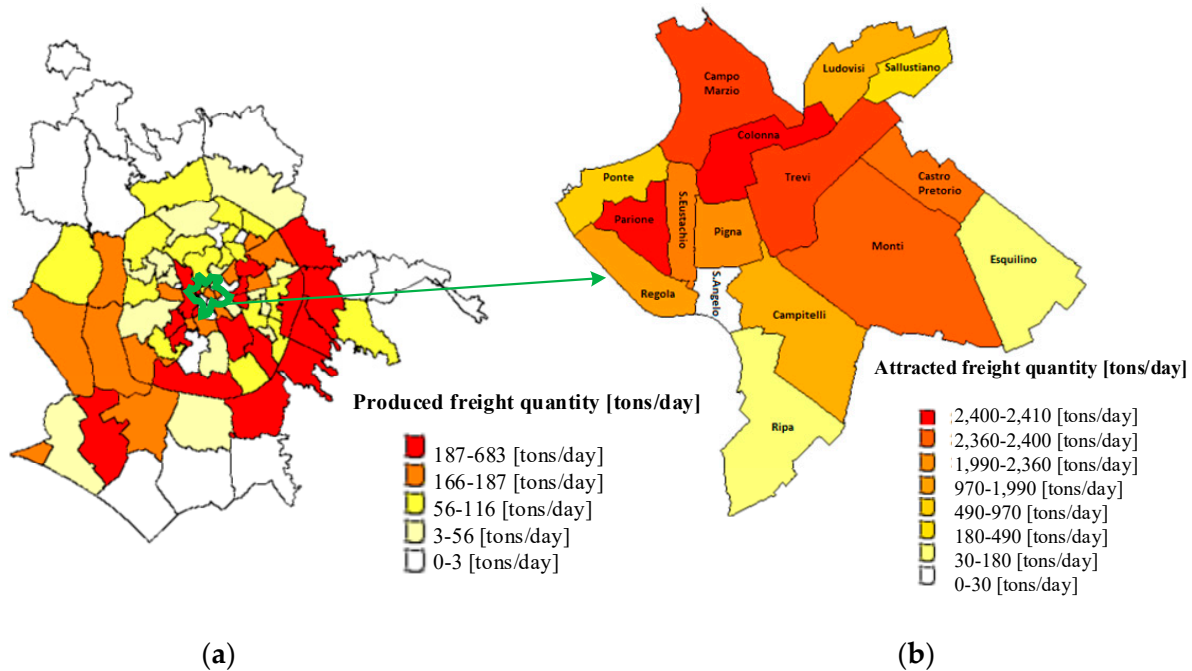 Campo
Marzio
Ludovisi
Sallustiano
Colonna
Ponte
S.Eustachio
Trevi
Castro
Pretorio
Parione
Pigna
Monti
Esquilino
Regola
S.Angelo
Campitelli
Ripa
Produced freight quantity [tons/day]
187-683 [tons/day]
166-187 [tons/day]
56-116 [tons/day]
3-56 [tons/day]
0-3 [tons/day]
Attracted freight quantity [tons/day]
2,400-2,410 [tons/day]
2,360-2,400 [tons/day]
1,990-2,360 [tons/day]
970-1,990 [tons/day]
490-970 [tons/day]
180-490 [tons/day]
30-180 [tons/day]
0-30 [tons/day]
(a)
(b)